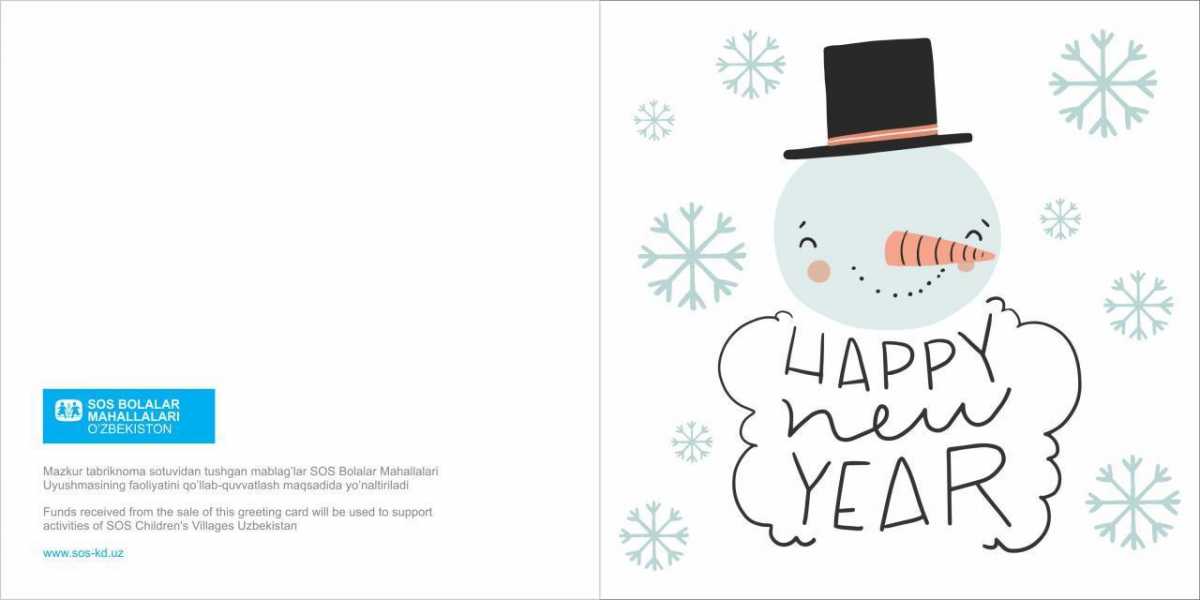 SOS BOLALAR
MAHALLALARI
O'ZBEKISTON
Mazkur tabriknoma sotuvidan tushgan mablag'lar SOS Bolalar Mahallalari
Uyushmasining faoliyatini qo'llab-quvvatlash maqsadida yo'naltiriladi
Funds received from the sale of this greeting card will be used to support
activities of SOS Children's Villages Uzbekistan
www.sos-kd.uz
HAPPY
new
YEAR